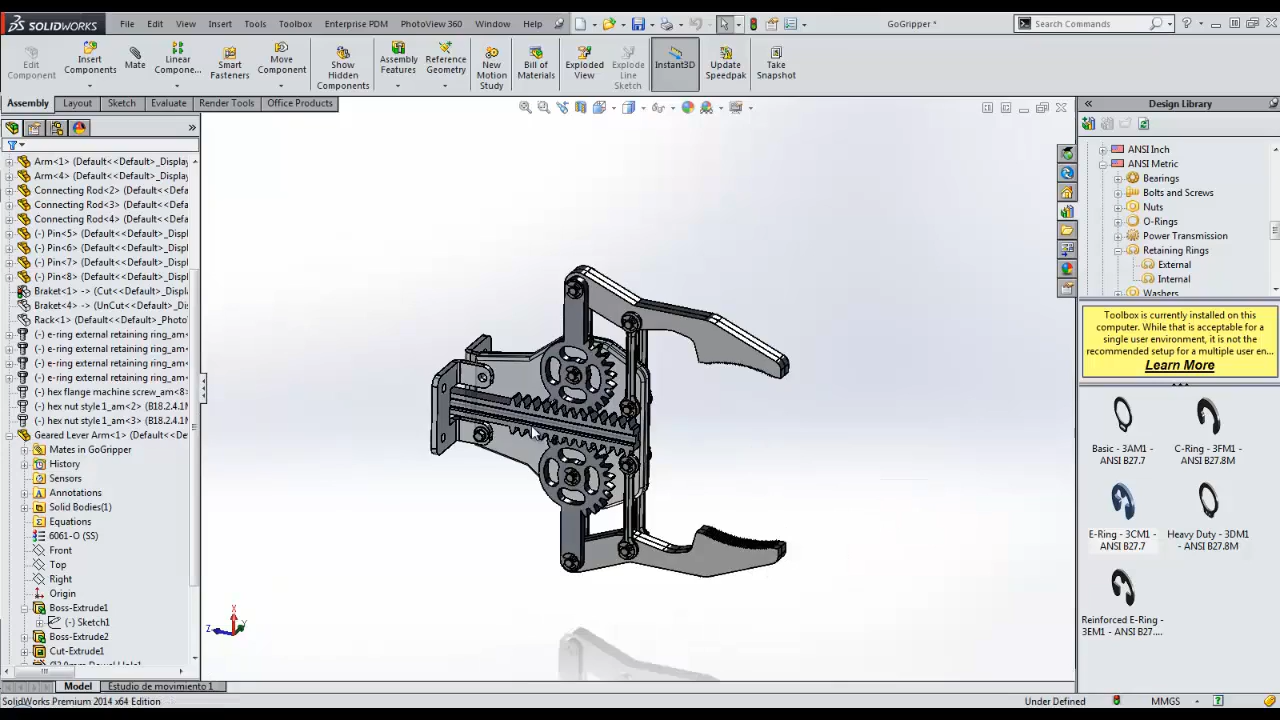 SOLIDWORKS File Edit View Insert Tools Toolbox Enterprise PDM PhotoView 360 Window Help GoGripper * Search Commands
Edit Component
Insert Components
Mate
Linear Compone...
Smart Fasteners
Move Component
Show Hidden Components
Assembly Features
Reference Geometry
New Motion Study
Bill of Materials
Exploded View
Explode Line Sketch
Instant3D
Update Speedpak
Take Snapshot
Assembly Layout Sketch Evaluate Render Tools Office Products
Arm<1> (Default<<Default>_Display
Arm<4> (Default<<Default>_Display
Connecting Rod<2> (Default<<Defa
Connecting Rod<3> (Default<<Defa
Connecting Rod<4> (Default<<Defa
(-) Pin<5> (Default<<Default>_Displ
(-) Pin<6> (Default<<Default>_Displ
(-) Pin<7> (Default<<Default>_Displ
(-) Pin<8> (Default<<Default>_Displ
Braket<1> -> (Cut<<Default>_Displa
Braket<4> -> (UnCut<<Default>_Dis
Rack<1> (Default<<Default>_Photo
(-) e-ring external retaining ring_am<
(-) e-ring external retaining ring_am<
(-) e-ring external retaining ring_am<
(-) e-ring external retaining ring_am<
(-) hex flange machine screw_am<8>
(-) hex nut style 1_am<2> (B18.2.4.1M
(-) hex nut style 1_am<3> (B18.2.4.1M
Geared Lever Arm<1> (Default<<De
Mates in GoGripper
History
Sensors
Annotations
Solid Bodies(1)
Equations
6061-O (SS)
Front
Top
Right
Origin
Boss-Extrude1
(-) Sketch1
Boss-Extrude2
Cut-Extrude1
X
Y
Z
Design Library
ANSI Inch
ANSI Metric
Bearings
Bolts and Screws
Nuts
O-Rings
Power Transmission
Retaining Rings
External
Internal
Washers
Toolbox is currently installed on this
computer. While that is acceptable for a
single user environment, it is not the
recommended setup for a multiple user en...
Learn More
Basic - 3AM1 - ANSI B27.7
C-Ring - 3CM1 - ANSI B27.8M
E-Ring - 3CM1 - ANSI B27.7
Heavy Duty - 3DM1 - ANSI B27.8M
Reinforced E-Ring - 3EM1 - ANSI B27....
Model Estudio de movimiento 1
SolidWorks Premium 2014 x64 Edition Under Defined MMGS